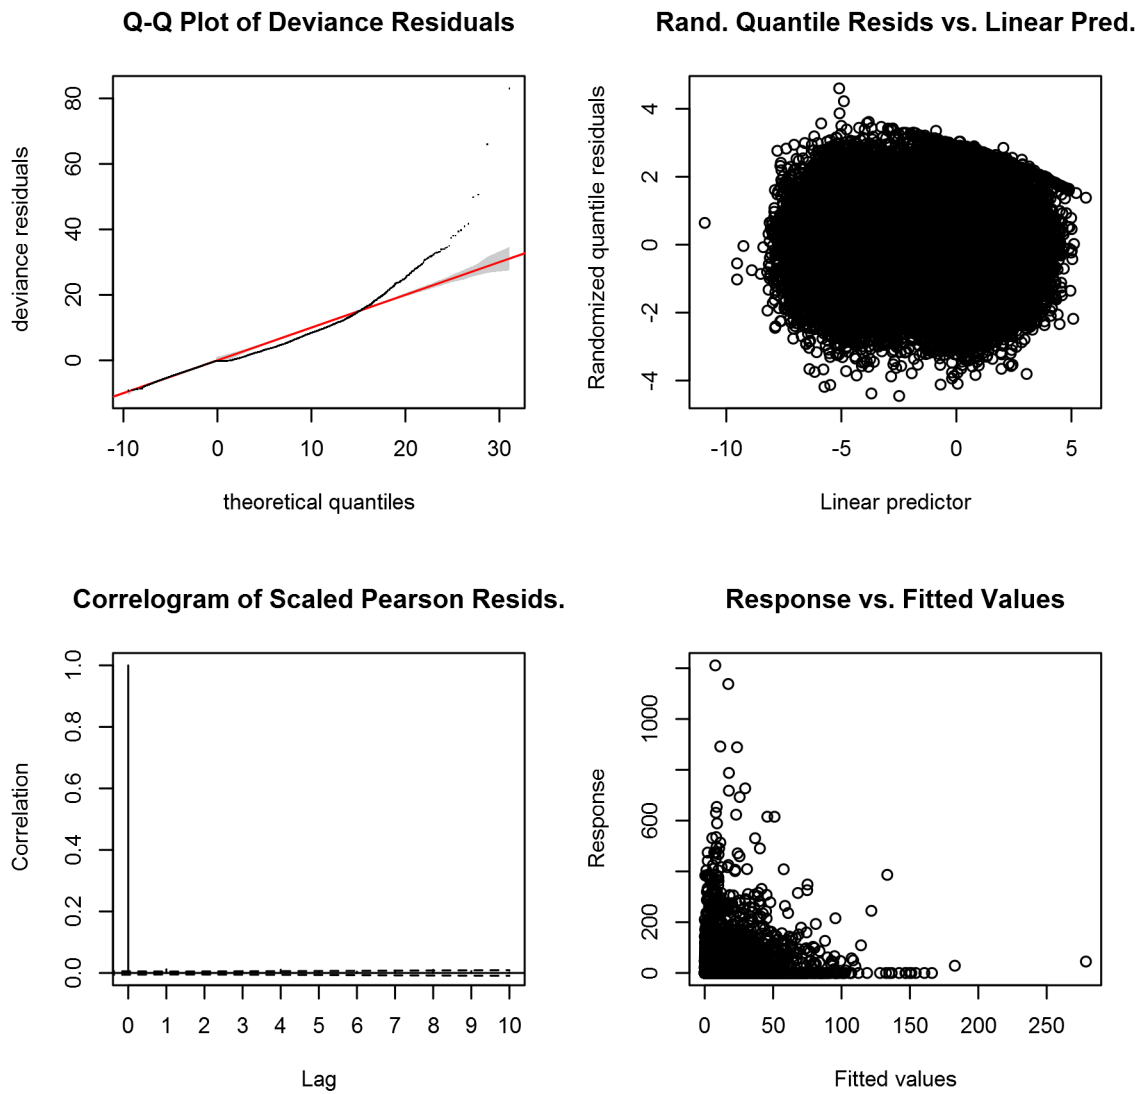 Q-Q Plot of Deviance Residuals
deviance residuals
80
60
40
20
0
-10 0 10 20 30
theoretical quantiles
Rand. Quantile Resids vs. Linear Pred.
Randomized quantile residuals
4
2
0
-2
-4
-10 -5 0 5
Linear predictor
Correlogram of Scaled Pearson Resids.
Correlation
1.0
0.8
0.6
0.4
0.2
0.0
0 1 2 3 4 5 6 7 8 9 10
Lag
Response vs. Fitted Values
Response
1000
600
200
0
0 50 100 150 200 250
Fitted values